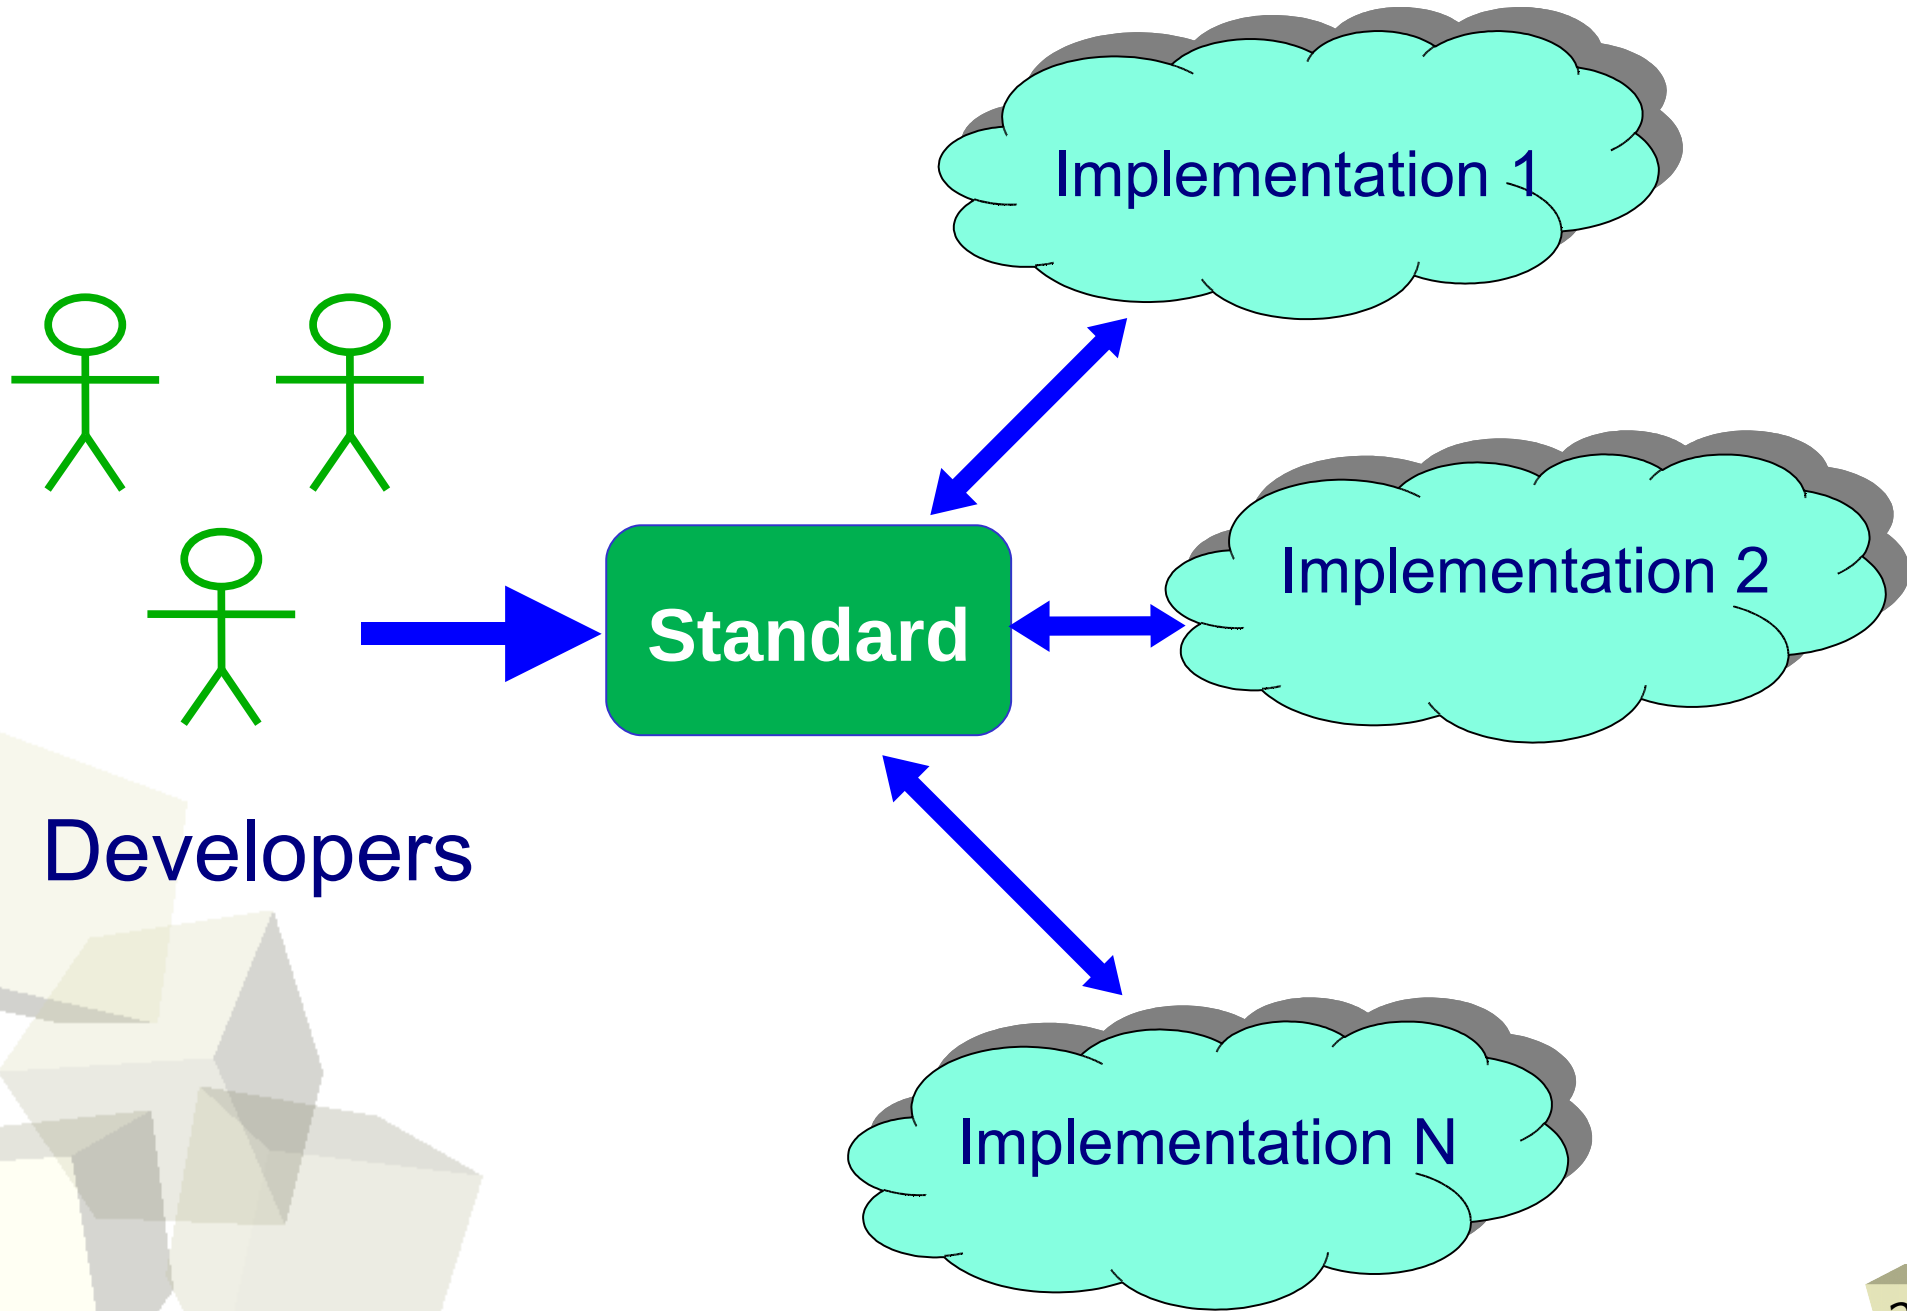 Implementation 1
Implementation 2
Standard
Developers
Implementation N